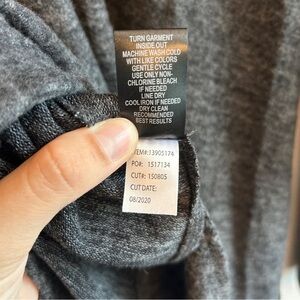 TURN GARMENT
INSIDE OUT
MACHINE WASH COLD
WITH LIKE COLORS
GENTLE CYCLE
USE ONLY NON-
CHLORINE BLEACH
IF NEEDED
LINE DRY
COOL IRON IF NEEDED
DRY CLEAN
RECOMMENDED
BEST RESULTS
ITEM#:13905174
PO#: 1517134
CUT#: 150805
CUT DATE:
08/2020